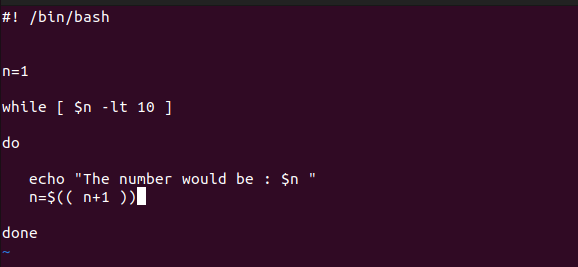 #! /bin/bash
n=1
while [ $n -lt 10 ]
do
echo "The number would be : $n "
n=$(( n+1 ))
done
~